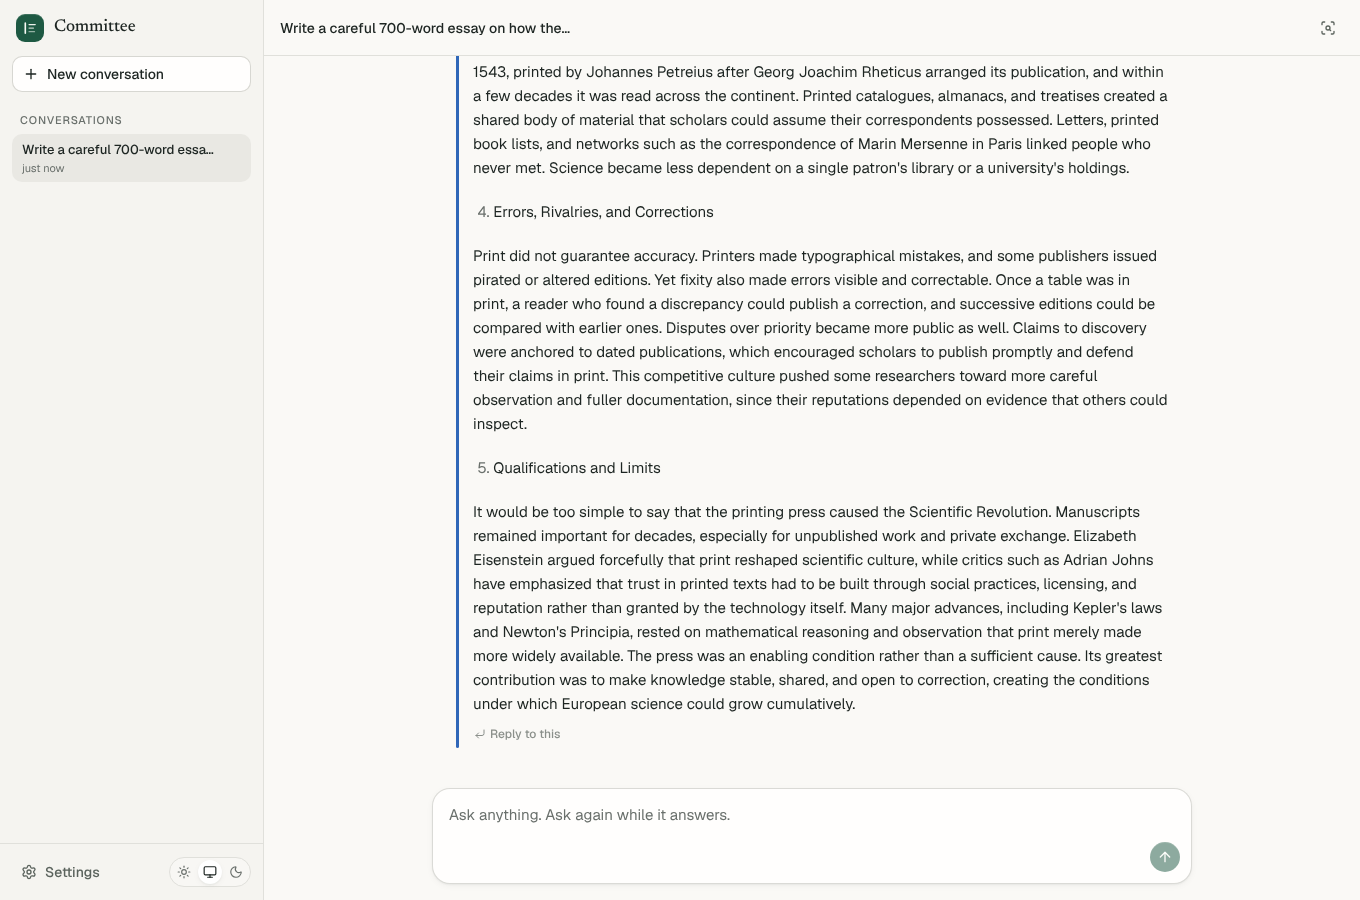 Committee
New conversation
CONVERSATIONS
Write a careful 700-word essa…
just now
Settings
Write a careful 700-word essay on how the…
1543, printed by Johannes Petreius after Georg Joachim Rheticus arranged its publication, and within
a few decades it was read across the continent. Printed catalogues, almanacs, and treatises created a
shared body of material that scholars could assume their correspondents possessed. Letters, printed
book lists, and networks such as the correspondence of Marin Mersenne in Paris linked people who
never met. Science became less dependent on a single patron's library or a university's holdings.
4. Errors, Rivalries, and Corrections
Print did not guarantee accuracy. Printers made typographical mistakes, and some publishers issued
pirated or altered editions. Yet fixity also made errors visible and correctable. Once a table was in
print, a reader who found a discrepancy could publish a correction, and successive editions could be
compared with earlier ones. Disputes over priority became more public as well. Claims to discovery
were anchored to dated publications, which encouraged scholars to publish promptly and defend
their claims in print. This competitive culture pushed some researchers toward more careful
observation and fuller documentation, since their reputations depended on evidence that others could
inspect.
5. Qualifications and Limits
It would be too simple to say that the printing press caused the Scientific Revolution. Manuscripts
remained important for decades, especially for unpublished work and private exchange. Elizabeth
Eisenstein argued forcefully that print reshaped scientific culture, while critics such as Adrian Johns
have emphasized that trust in printed texts had to be built through social practices, licensing, and
reputation rather than granted by the technology itself. Many major advances, including Kepler's laws
and Newton's Principia, rested on mathematical reasoning and observation that print merely made
more widely available. The press was an enabling condition rather than a sufficient cause. Its greatest
contribution was to make knowledge stable, shared, and open to correction, creating the conditions
under which European science could grow cumulatively.
Reply to this
Ask anything. Ask again while it answers.